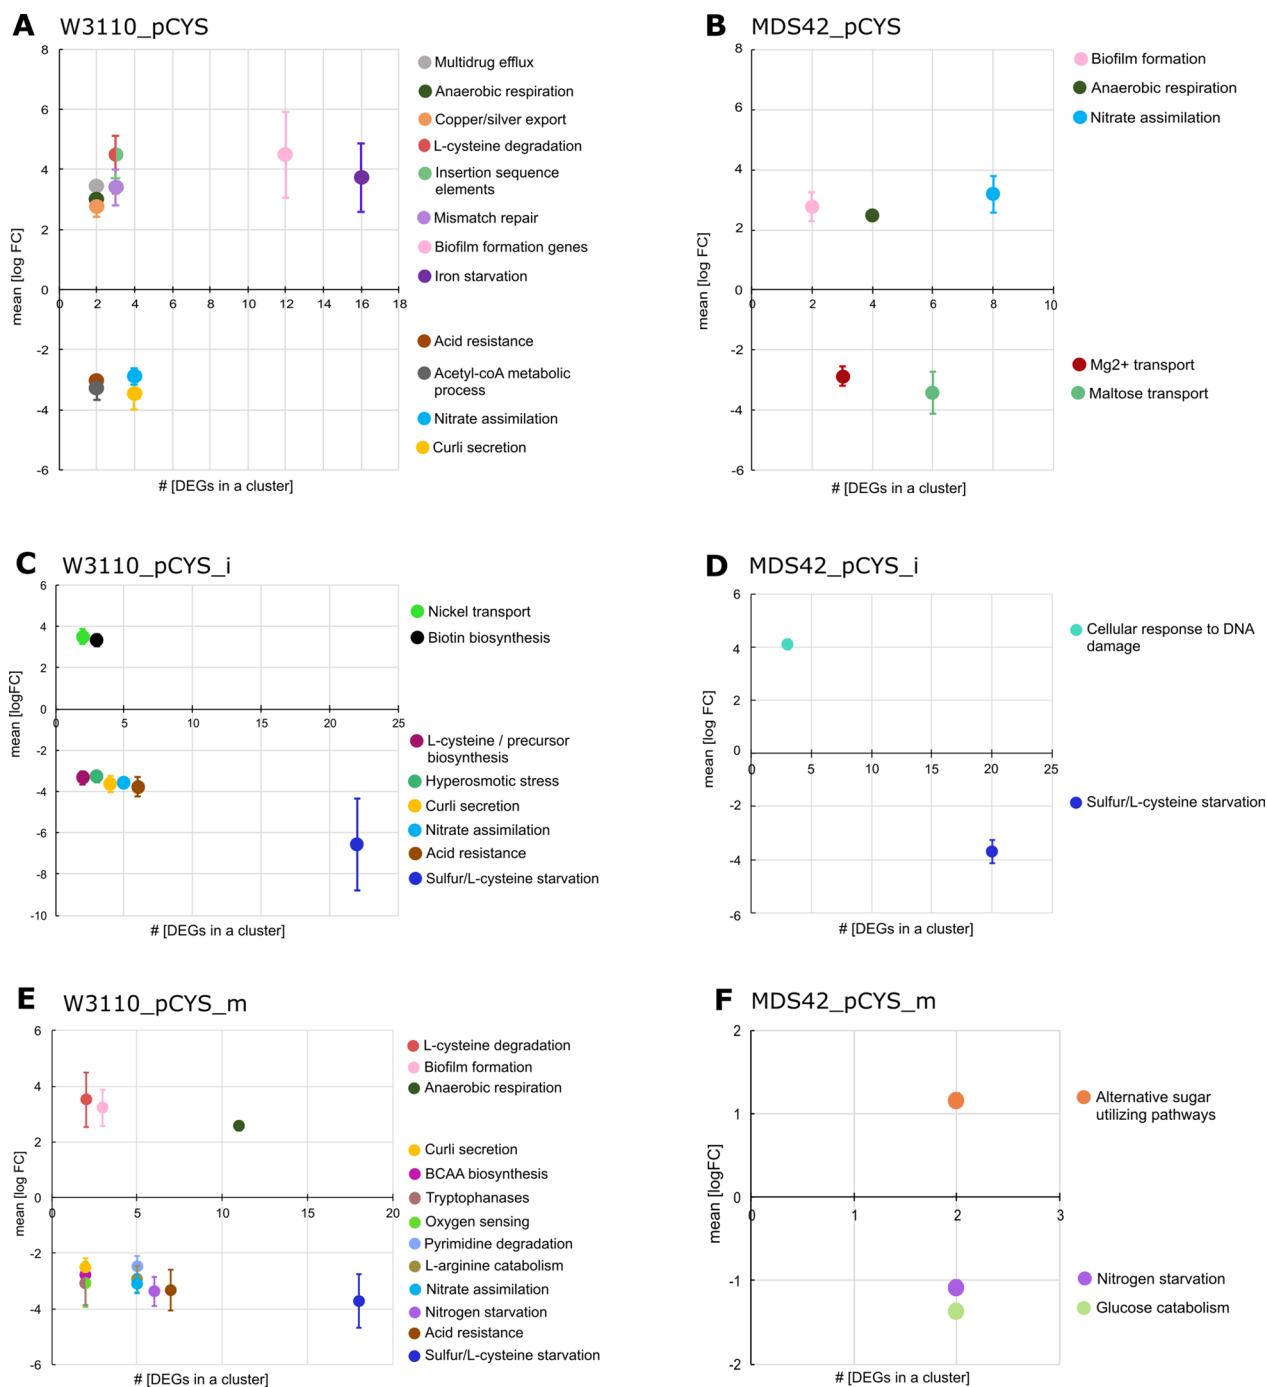 A W3110_pCYS
8
6
4
2
0
-2
-4
-6
0 2 4 6 8 10 12 14 16 18
mean [log FC]
# [DEGs in a cluster]
Multidrug efflux
Anaerobic respiration
Copper/silver export
L-cysteine degradation
Insertion sequence
elements
Mismatch repair
Biofilm formation genes
Iron starvation
Acid resistance
Acetyl-coA metabolic
process
Nitrate assimilation
Curli secretion
B MDS42_pCYS
8
6
4
2
0
-2
-4
-6
0 2 4 6 8 10
mean [log FC]
# [DEGs in a cluster]
Biofilm formation
Anaerobic respiration
Nitrate assimilation
Mg2+ transport
Maltose transport
C W3110_pCYS_i
6
4
2
0
-2
-4
-6
-8
-10
0 5 10 15 20 25
mean [logFC]
# [DEGs in a cluster]
Nickel transport
Biotin biosynthesis
L-cysteine / precursor
biosynthesis
Hyperosmotic stress
Curli secretion
Nitrate assimilation
Acid resistance
Sulfur/L-cysteine starvation
D MDS42_pCYS_i
6
4
2
0
-2
-4
-6
0 5 10 15 20 25
mean [log FC]
# [DEGs in a cluster]
Cellular response to DNA
damage
Sulfur/L-cysteine starvation
E W3110_pCYS_m
6
4
2
0
-2
-4
-6
0 5 10 15 20
mean [log FC]
# [DEGs in a cluster]
L-cysteine degradation
Biofilm formation
Anaerobic respiration
Curli secretion
BCAA biosynthesis
Tryptophanases
Oxygen sensing
Pyrimidine degradation
L-arginine catabolism
Nitrate assimilation
Nitrogen starvation
Acid resistance
Sulfur/L-cysteine starvation
F MDS42_pCYS_m
2
1
0
-1
-2
0 1 2 3
mean [logFC]
# [DEGs in a cluster]
Alternative sugar
utilizing pathways
Nitrogen starvation
Glucose catabolism